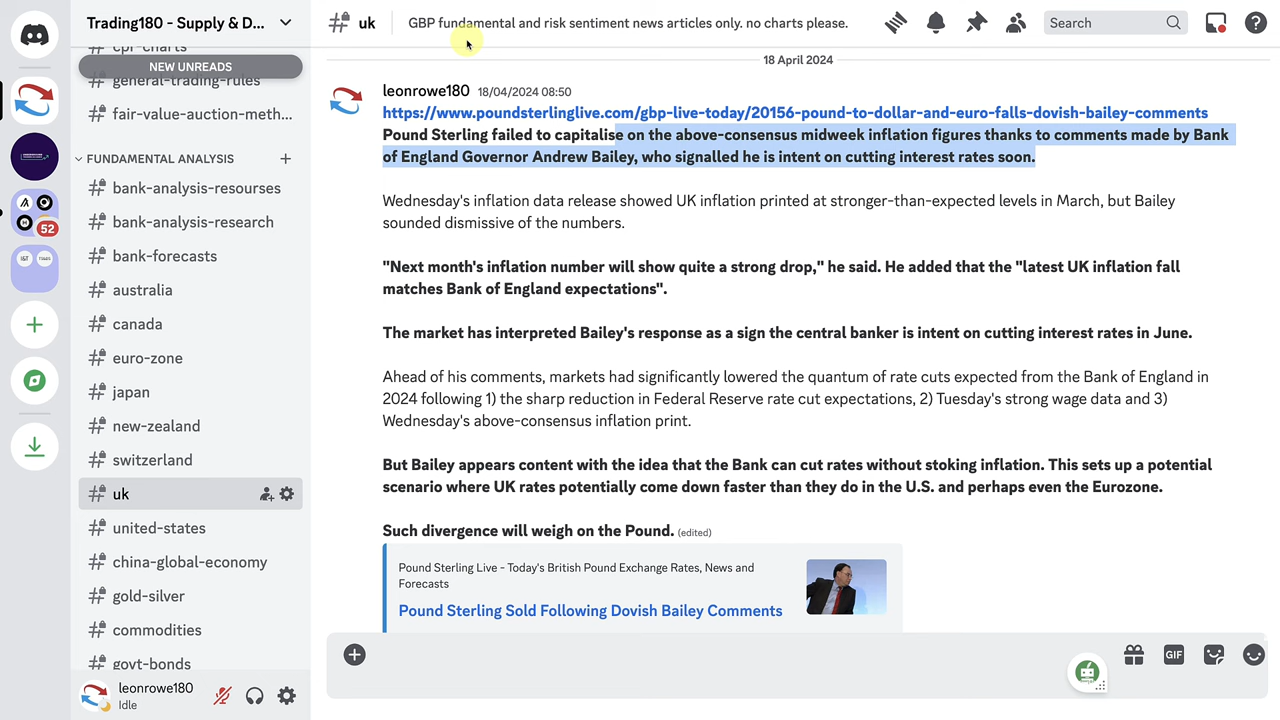 Trading180 - Supply & D...
cpr-charts
NEW UNREADS
general-trading-rules
fair-value-auction-meth...
FUNDAMENTAL ANALYSIS
bank-analysis-resourses
bank-analysis-research
bank-forecasts
australia
canada
euro-zone
japan
new-zealand
switzerland
uk
united-states
china-global-economy
gold-silver
commodities
govt-bonds
leonrowe180
Idle
52
uk
GBP fundamental and risk sentiment news articles only. no charts please.
Search
18 April 2024
leonrowe180 18/04/2024 08:50
https://www.poundsterlinglive.com/gbp-live-today/20156-pound-to-dollar-and-euro-falls-dovish-bailey-comments
Pound Sterling failed to capitalise on the above-consensus midweek inflation figures thanks to comments made by Bank
of England Governor Andrew Bailey, who signalled he is intent on cutting interest rates soon.
Wednesday's inflation data release showed UK inflation printed at stronger-than-expected levels in March, but Bailey
sounded dismissive of the numbers.
"Next month's inflation number will show quite a strong drop," he said. He added that the "latest UK inflation fall
matches Bank of England expectations".
The market has interpreted Bailey's response as a sign the central banker is intent on cutting interest rates in June.
Ahead of his comments, markets had significantly lowered the quantum of rate cuts expected from the Bank of England in
2024 following 1) the sharp reduction in Federal Reserve rate cut expectations, 2) Tuesday's strong wage data and 3)
Wednesday's above-consensus inflation print.
But Bailey appears content with the idea that the Bank can cut rates without stoking inflation. This sets up a potential
scenario where UK rates potentially come down faster than they do in the U.S. and perhaps even the Eurozone.
Such divergence will weigh on the Pound. (edited)
Pound Sterling Live - Today's British Pound Exchange Rates, News and
Forecasts
Pound Sterling Sold Following Dovish Bailey Comments
GIF